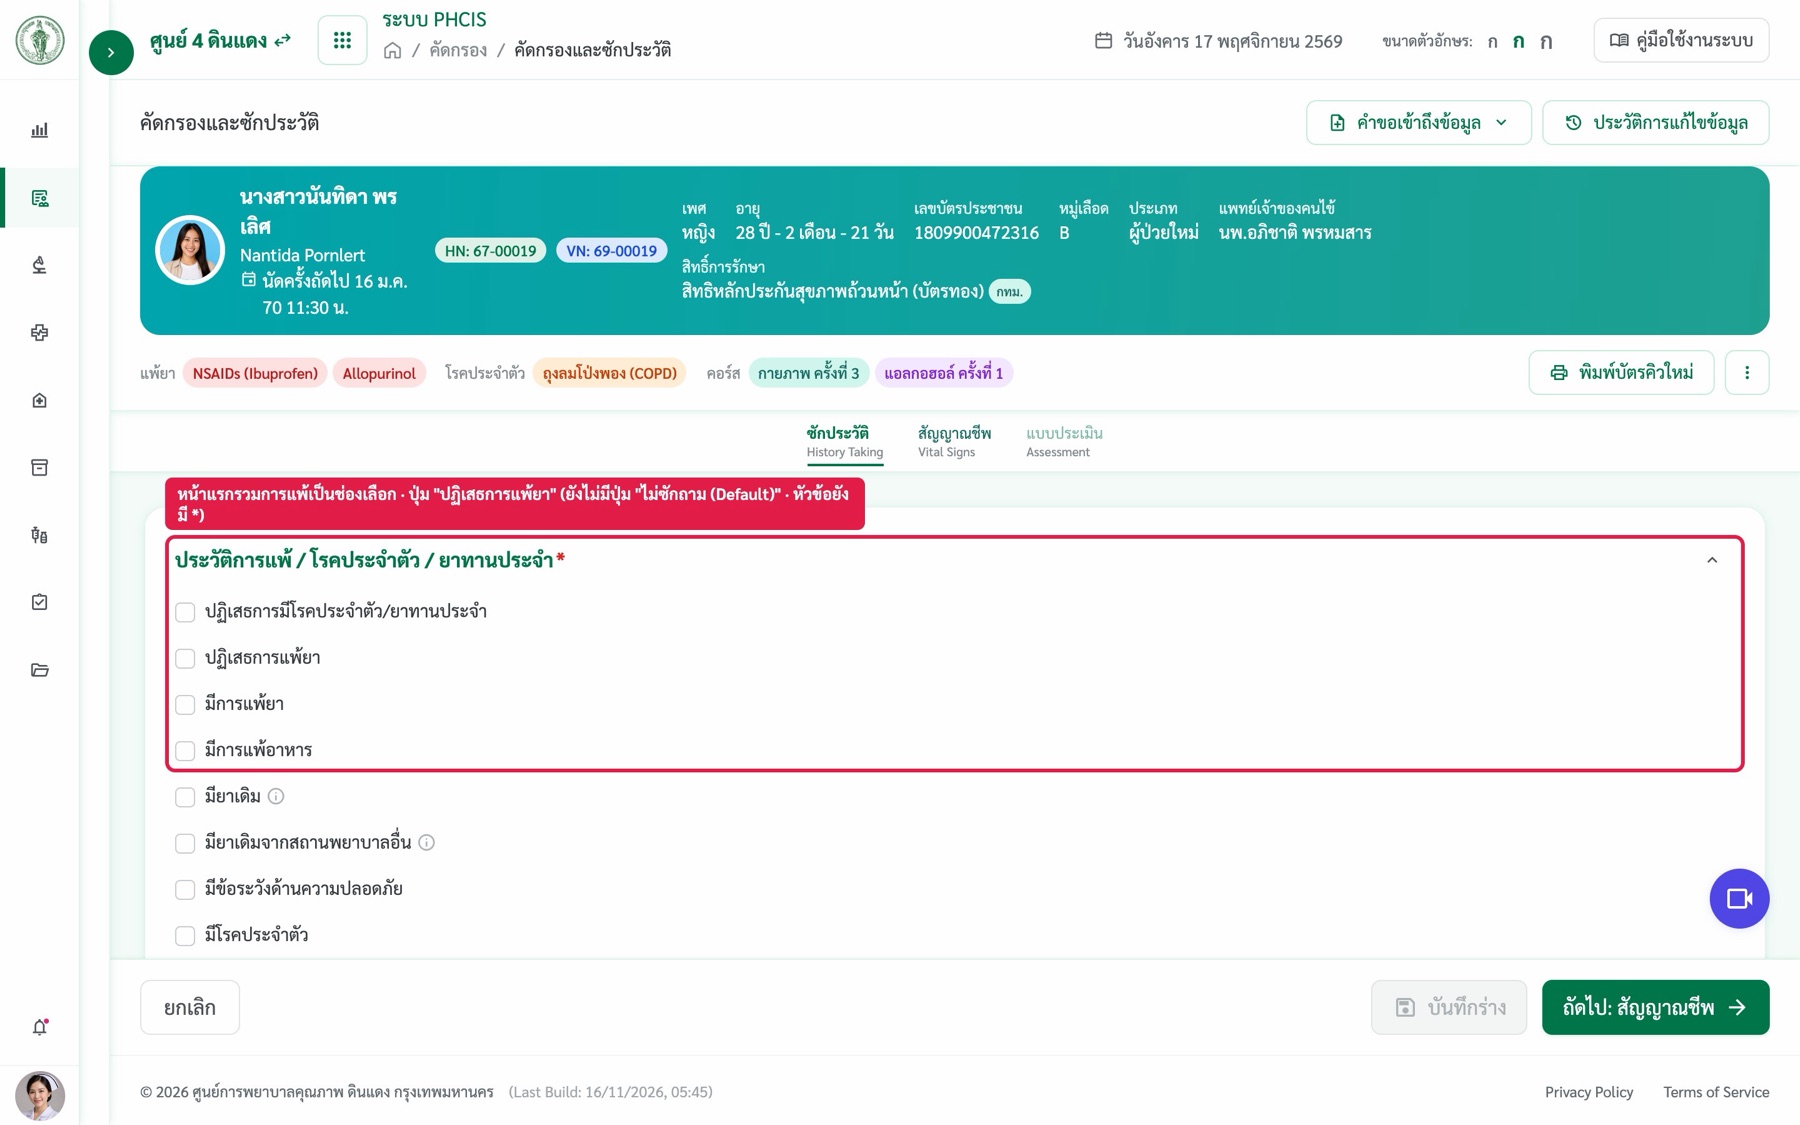 ศูนย์ 4 ดินแดง
ระบบ PHCIS
/ คัดกรอง / คัดกรองและซักประวัติ
วันอังคาร 17 พฤศจิกายน 2569
ขนาดตัวอักษร: ก ก ก
คู่มือใช้งานระบบ
คัดกรองและซักประวัติ
คำขอเข้าถึงข้อมูล
ประวัติการแก้ไขข้อมูล
นางสาวนันทิดา พร
เลิศ
Nantida Pornlert
นัดครั้งถัดไป 16 ม.ค.
70 11:30 น.
HN: 67-00019
VN: 69-00019
เพศ
หญิง
อายุ
28 ปี - 2 เดือน - 21 วัน
เลขบัตรประชาชน
1809900472316
หมู่เลือด
B
ประเภท
ผู้ป่วยใหม่
แพทย์เจ้าของคนไข้
นพ.อภิชาติ พรหมสาร
สิทธิ์การรักษา
สิทธิหลักประกันสุขภาพถ้วนหน้า (บัตรทอง) กทม.
แพ้ยา NSAIDs (Ibuprofen) Allopurinol โรคประจำตัว ถุงลมโป่งพอง (COPD) คอร์ส กายภาพ ครั้งที่ 3 แอลกอฮอล์ ครั้งที่ 1
พิมพ์บัตรคิวใหม่
ซักประวัติ
History Taking
สัญญาณชีพ
Vital Signs
แบบประเมิน
Assessment
หน้าแรกรวมการแพ้เป็นช่องเลือก · ปุ่ม "ปฏิเสธการแพ้ยา" (ยังไม่มีปุ่ม "ไม่ซักถาม (Default)" · หัวข้อยัง
มี *)
ประวัติการแพ้ / โรคประจำตัว / ยาทานประจำ*
ปฏิเสธการมีโรคประจำตัว/ยาทานประจำ
ปฏิเสธการแพ้ยา
มีการแพ้ยา
มีการแพ้อาหาร
มียาเดิม
มียาเดิมจากสถานพยาบาลอื่น
มีข้อระวังด้านความปลอดภัย
มีโรคประจำตัว
ยกเลิก
บันทึกร่าง
ถัดไป: สัญญาณชีพ
© 2026 ศูนย์การพยาบาลคุณภาพ ดินแดง กรุงเทพมหานคร (Last Build: 16/11/2026, 05:45)
Privacy Policy
Terms of Service